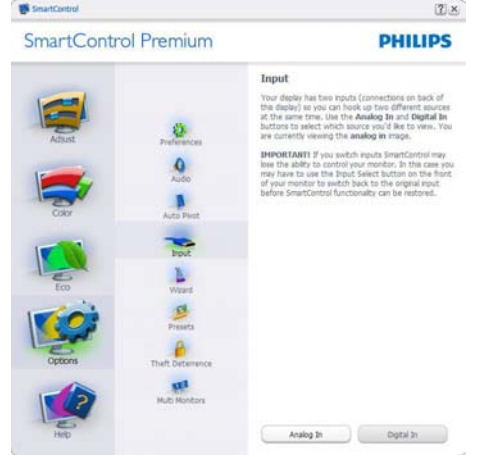 SmartControl
SmartControl Premium
PHILIPS
Adjust
Color
Eco
Options
Help
Preferences
Audio
Auto Pivot
Input
Wizard
Presets
Theft Deterrence
Multi Monitors
Input
Your display has two inputs (connections on back of
the display) so you can hook up two different sources
at the same time. Use the Analog In and Digital In
buttons to select which source you'd like to view. You
are currently viewing the analog in image.
IMPORTANT! If you switch inputs SmartControl may
lose the ability to control your monitor. In this case you
may have to use the Input Select button on the front
of your monitor to switch back to the original input
before SmartControl functionality can be restored.
Analog In
Digital In